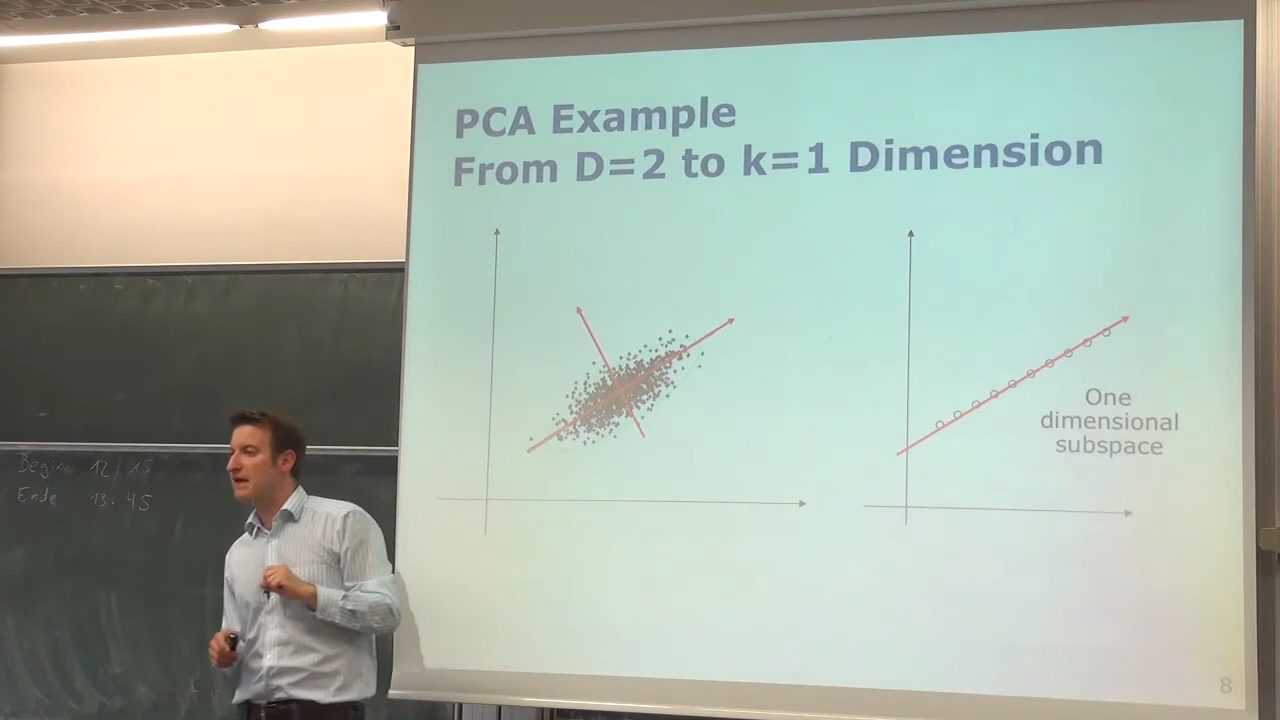 PCA Example
From D=2 to k=1 Dimension
One
dimensional
subspace
Beginn 12:15
Ende 13:45
8